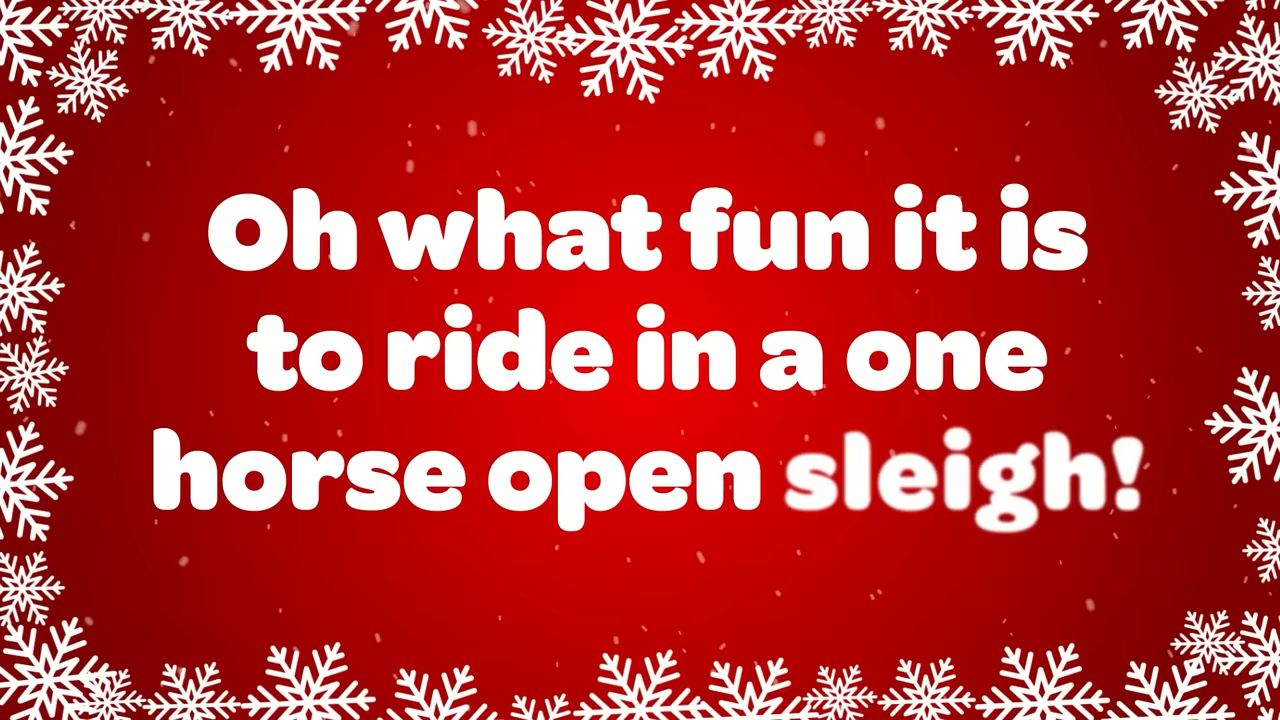 Oh what fun it is
to ride in a one
horse open sleigh!